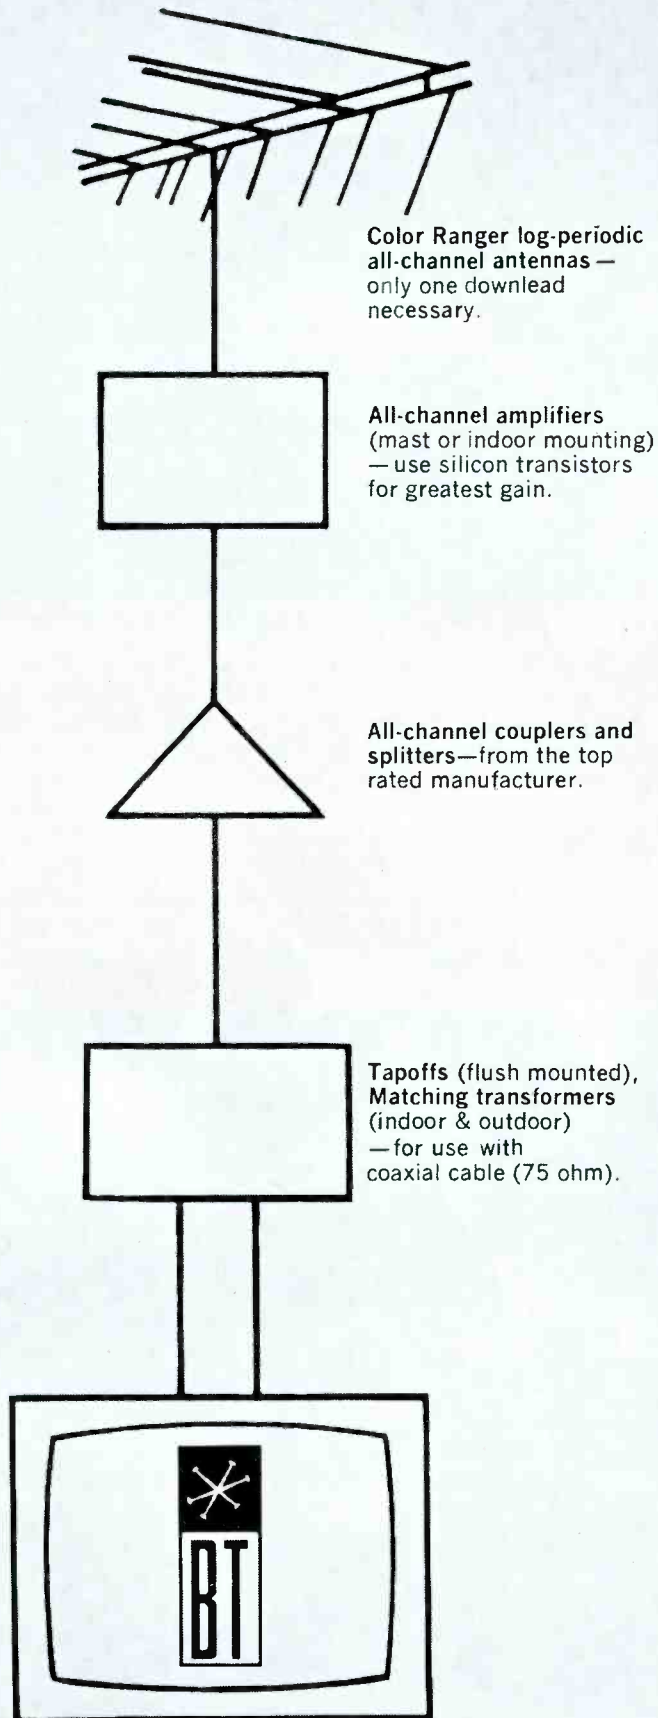 Color Ranger log-periodic
all-channel antennas —
only one downlead
necessary.
All-channel amplifiers
(mast or indoor mounting)
— use silicon transistors
for greatest gain.
All-channel couplers and
splitters—from the top
rated manufacturer.
Tapoffs (flush mounted),
Matching transformers
(indoor & outdoor)
—for use with
coaxial cable (75 ohm).
BT